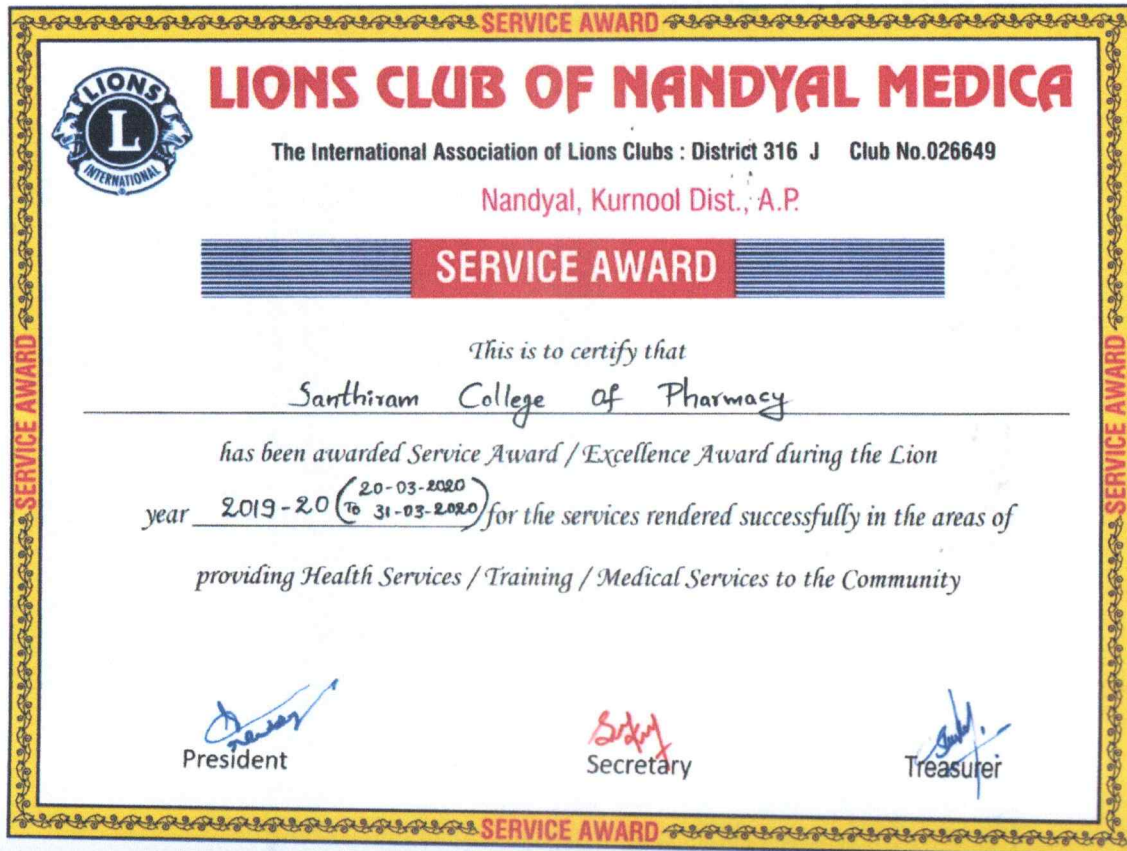 SERVICE AWARD
LIONS
L
INTERNATIONAL
LIONS CLUB OF NANDYAL MEDICA
The International Association of Lions Clubs : District 316 J Club No.026649
Nandyal, Kurnool Dist., A.P.
SERVICE AWARD
This is to certify that
Santhiram College of Pharmacy
has been awarded Service Award / Excellence Award during the Lion
year 2019-20 (20-03-2020
To 31-03-2020) for the services rendered successfully in the areas of
providing Health Services / Training / Medical Services to the Community
President
Secretary
Treasurer
SERVICE AWARD
SERVICE AWARD
SERVICE AWARD